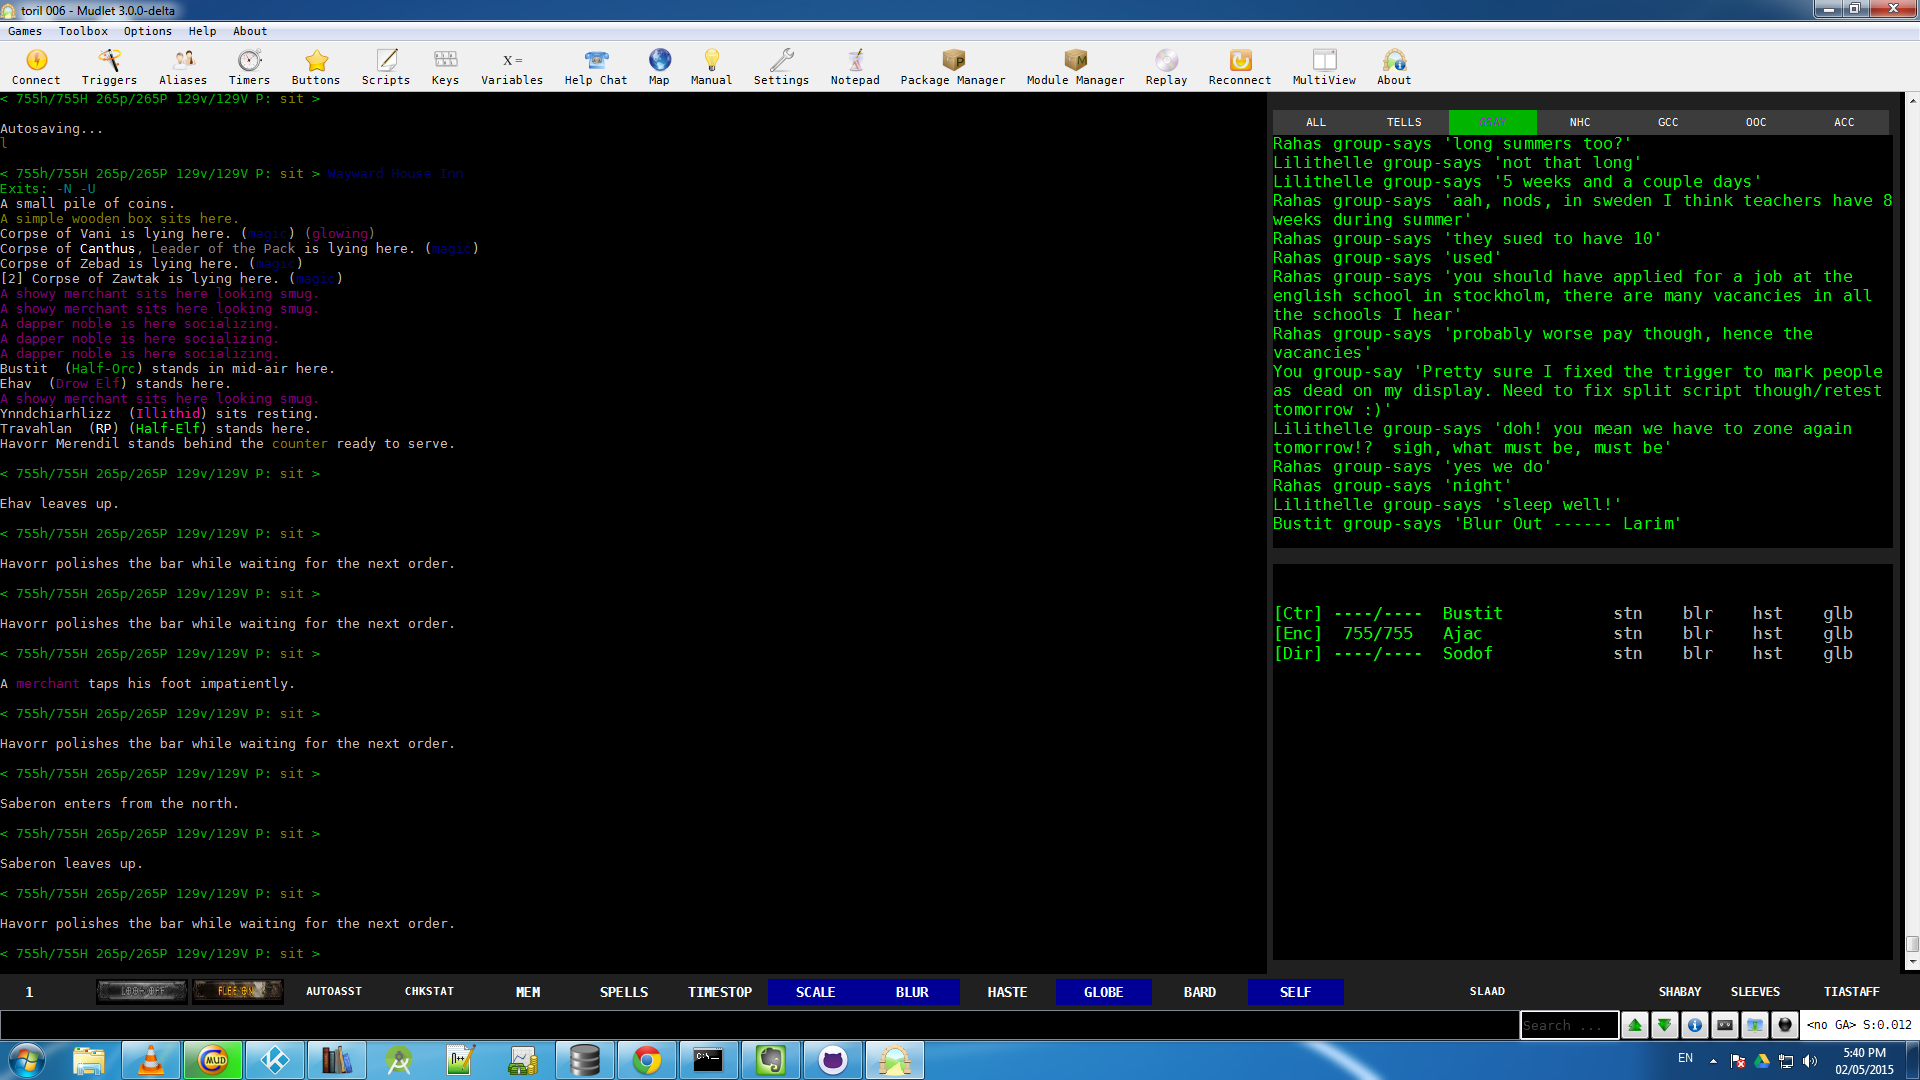 toril 006 - Mudlet 3.0.0-delta
Games Toolbox Options Help About
Connect Triggers Aliases Timers Buttons Scripts Keys Variables Help Chat Map Manual Settings Notepad Package Manager Module Manager Replay Reconnect MultiView About
< 755h/755H 265p/265P 129v/129V P: sit >
Autosaving...
l
< 755h/755H 265p/265P 129v/129V P: sit > Wayward House Inn
Exits: -N -U
A small pile of coins.
A simple wooden box sits here.
Corpse of Vani is lying here. (magic) (glowing)
Corpse of Canthus, Leader of the Pack is lying here. (magic)
Corpse of Zebad is lying here. (magic)
[2] Corpse of Zawtak is lying here. (magic)
A showy merchant sits here looking smug.
A showy merchant sits here looking smug.
A dapper noble is here socializing.
A dapper noble is here socializing.
A dapper noble is here socializing.
Bustit (Half-Orc) stands in mid-air here.
Ehav (Drow Elf) stands here.
A showy merchant sits here looking smug.
Ynndchiarhlizz (Illithid) sits resting.
Travahlan (RP) (Half-Elf) stands here.
Havorr Merendil stands behind the counter ready to serve.
< 755h/755H 265p/265P 129v/129V P: sit >
Ehav leaves up.
< 755h/755H 265p/265P 129v/129V P: sit >
Havorr polishes the bar while waiting for the next order.
< 755h/755H 265p/265P 129v/129V P: sit >
Havorr polishes the bar while waiting for the next order.
< 755h/755H 265p/265P 129v/129V P: sit >
A merchant taps his foot impatiently.
< 755h/755H 265p/265P 129v/129V P: sit >
Havorr polishes the bar while waiting for the next order.
< 755h/755H 265p/265P 129v/129V P: sit >
Saberon enters from the north.
< 755h/755H 265p/265P 129v/129V P: sit >
Saberon leaves up.
< 755h/755H 265p/265P 129v/129V P: sit >
Havorr polishes the bar while waiting for the next order.
< 755h/755H 265p/265P 129v/129V P: sit >
ALL TELLS NHC GCC OOC ACC
Rahas group-says 'long summers too?'
Lilithelle group-says 'not that long'
Lilithelle group-says '5 weeks and a couple days'
Rahas group-says 'aah, nods, in sweden I think teachers have 8
weeks during summer'
Rahas group-says 'they sued to have 10'
Rahas group-says 'used'
Rahas group-says 'you should have applied for a job at the
english school in stockholm, there are many vacancies in all
the schools I hear'
Rahas group-says 'probably worse pay though, hence the
vacancies'
You group-say 'Pretty sure I fixed the trigger to mark people
as dead on my display. Need to fix split script though/retest
tomorrow :)'
Lilithelle group-says 'doh! you mean we have to zone again
tomorrow!?  sigh, what must be, must be'
Rahas group-says 'yes we do'
Rahas group-says 'night'
Lilithelle group-says 'sleep well!'
Bustit group-says 'Blur Out ------ Larim'
[Ctr] ----/---- Bustit stn blr hst glb
[Enc] 755/755 Ajac stn blr hst glb
[Dir] ----/---- Sodof stn blr hst glb
1 LOOT OFF FLEE ON AUTOASST CHKSTAT MEM SPELLS TIMESTOP SCALE BLUR HASTE GLOBE BARD SELF SLAAD SHABAY SLEEVES TIASTAFF
Search ... <no GA> S:0.012
MUD EN 5:40 PM
02/05/2015